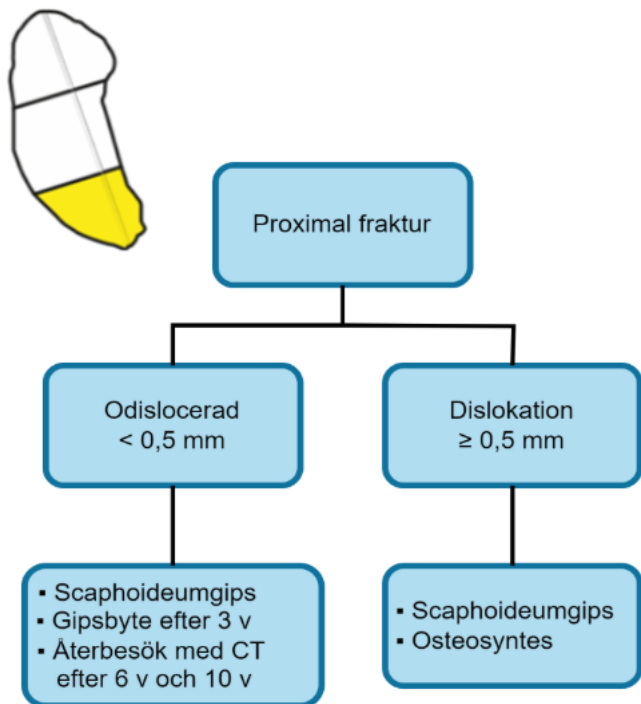 Proximal fraktur
Odislocerad
< 0,5 mm
Dislokation
≥ 0,5 mm
▪ Scaphoideumgips
▪ Gipsbyte efter 3 v
▪ Återbesök med CT
efter 6 v och 10 v
▪ Scaphoideumgips
▪ Osteosyntes